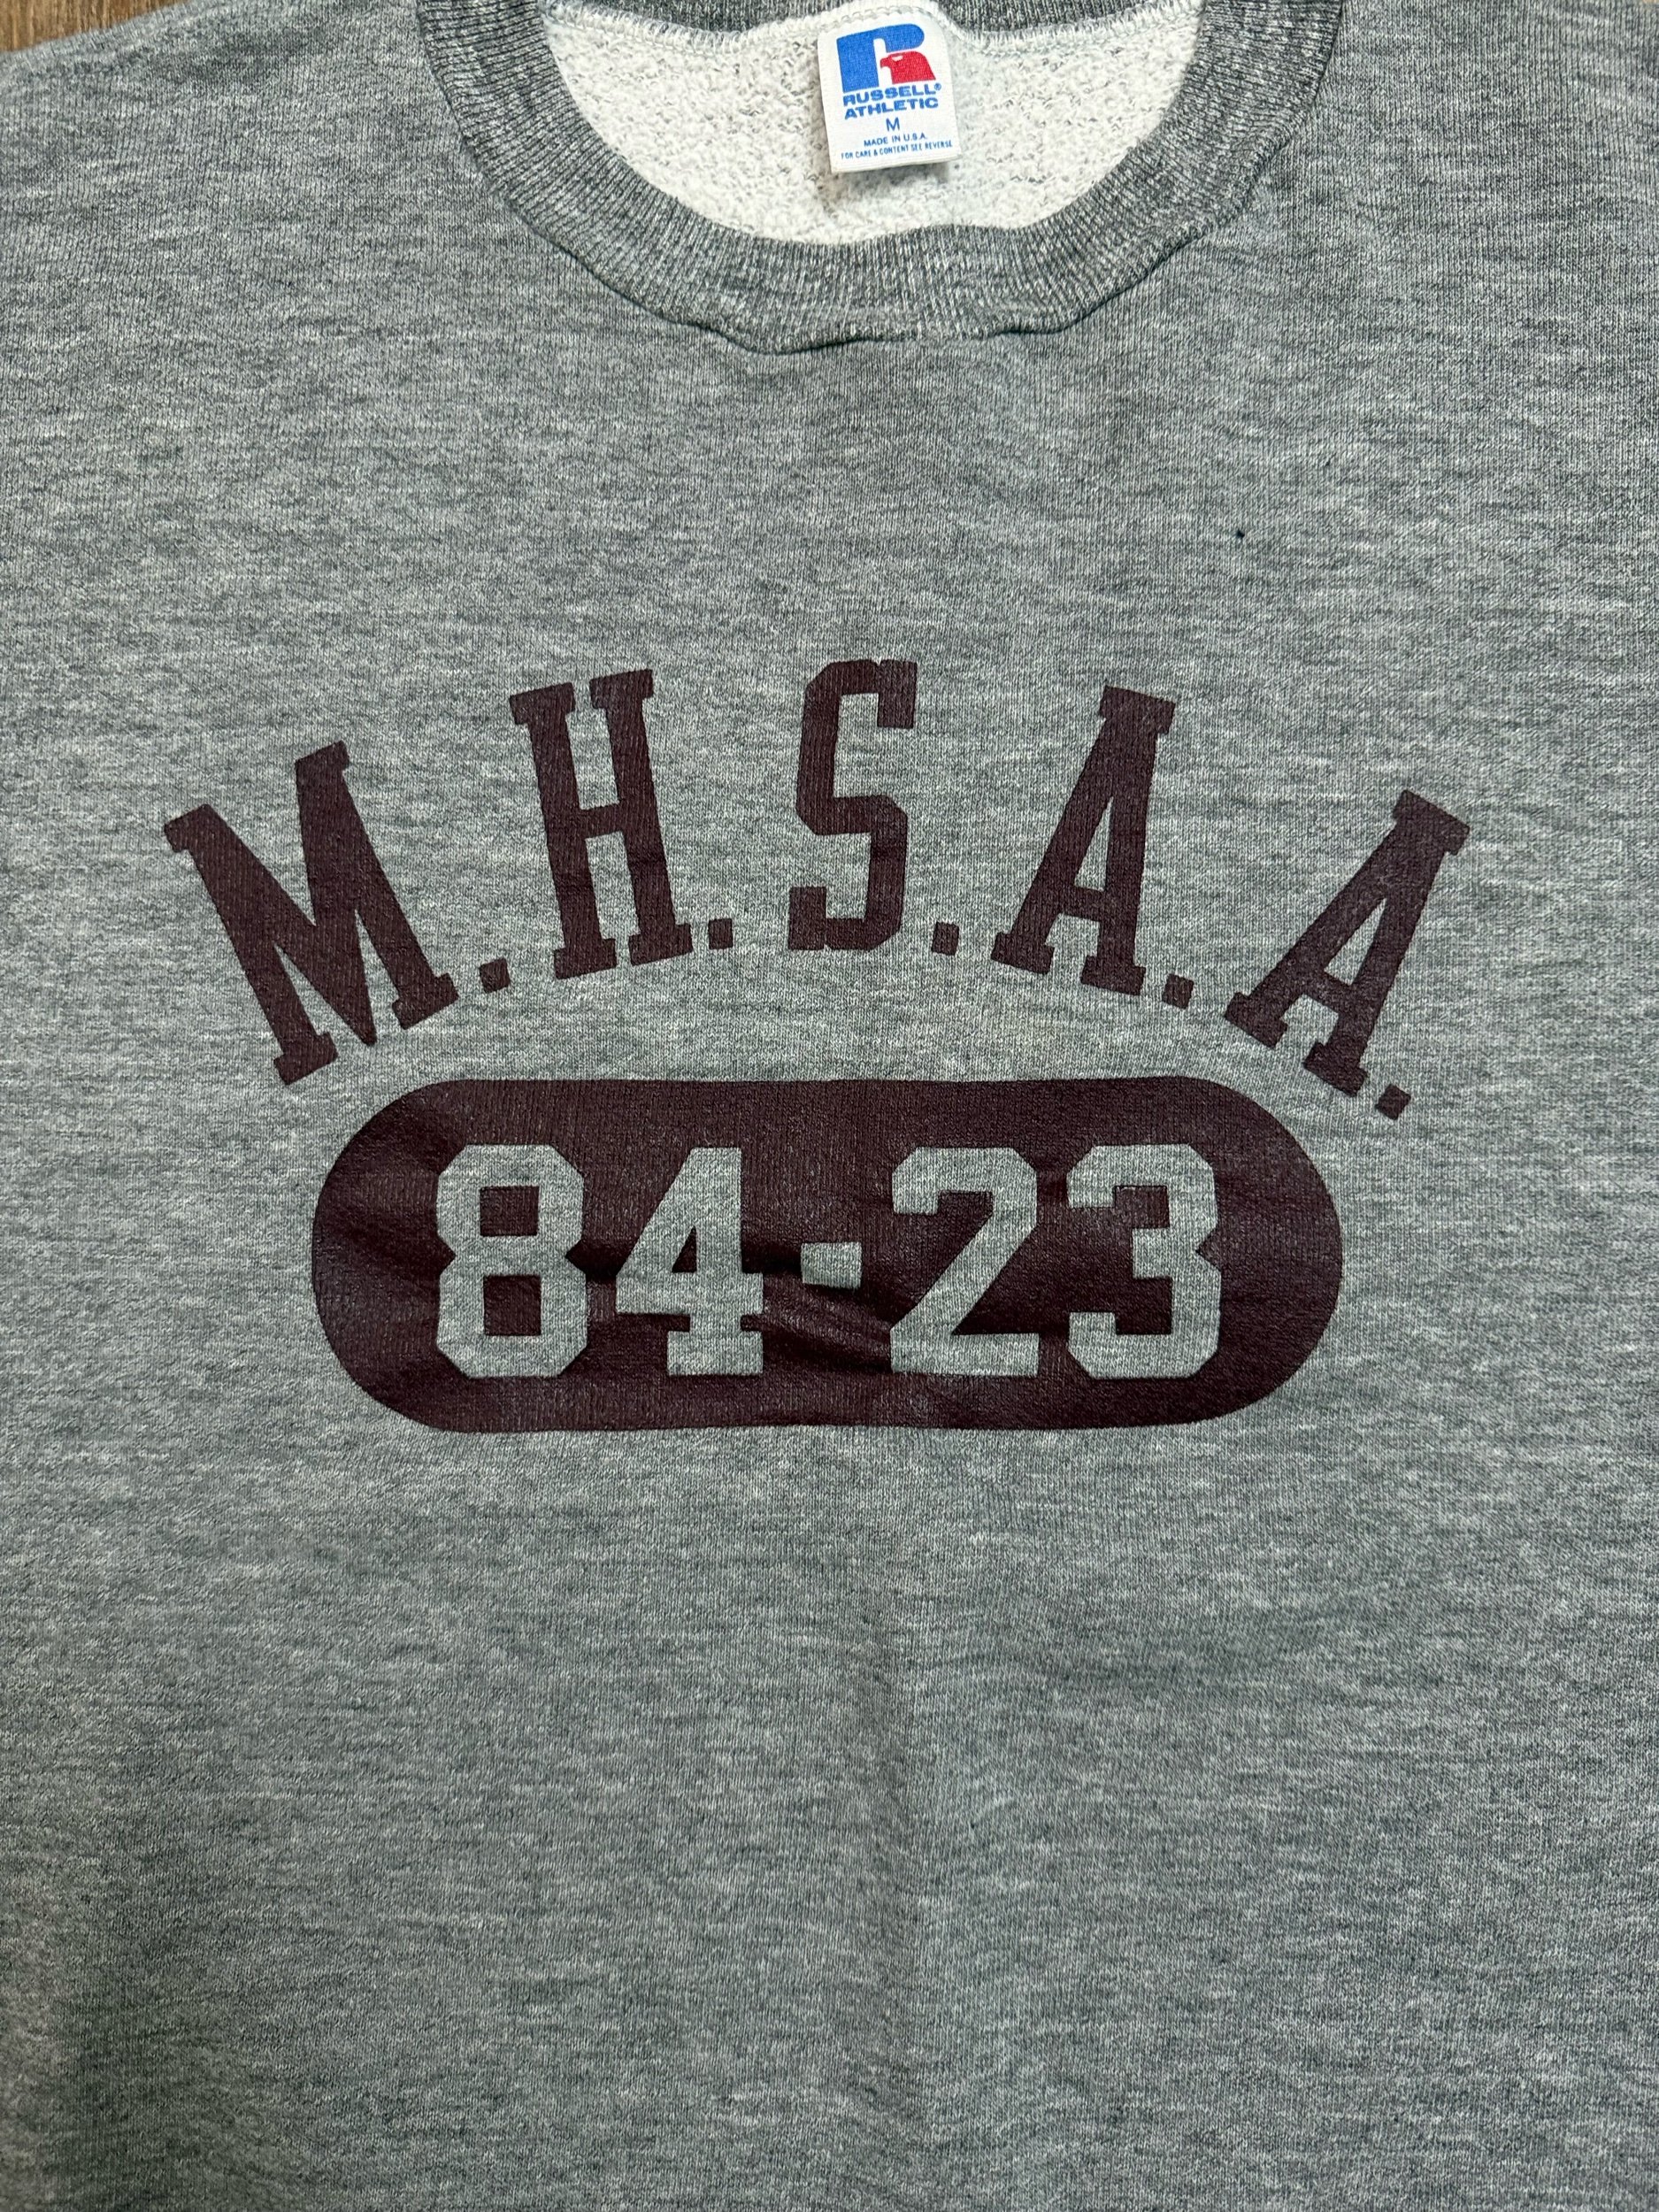 RUSSELL®
ATHLETIC
M
MADE IN U.S.A.
FOR CARE & CONTENT SEE REVERSE
M.H.S.A.A.
84-23